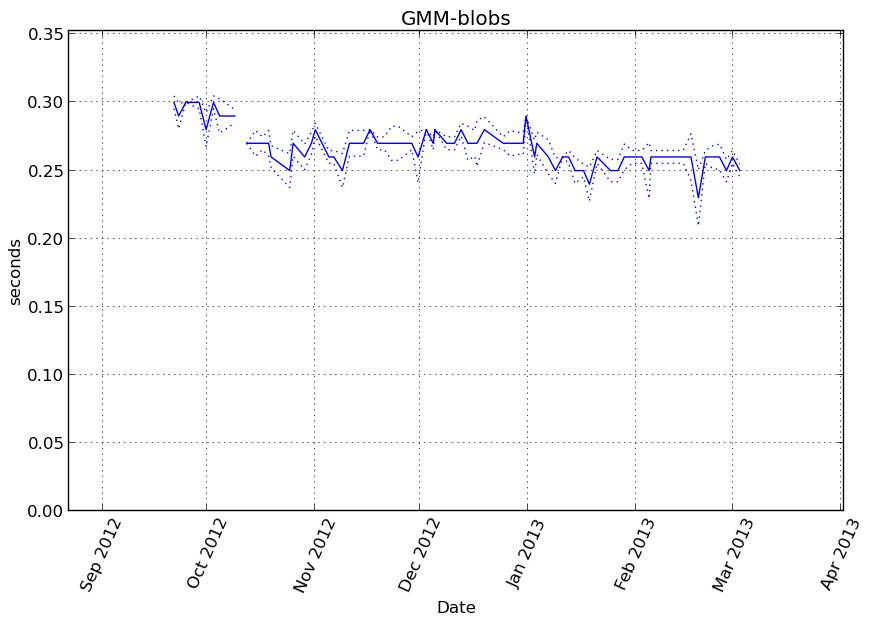 GMM-blobs
0.35
0.30
0.25
0.20
0.15
0.10
0.05
0.00
seconds
Sep 2012
Oct 2012
Nov 2012
Dec 2012
Jan 2013
Feb 2013
Mar 2013
Apr 2013
Date